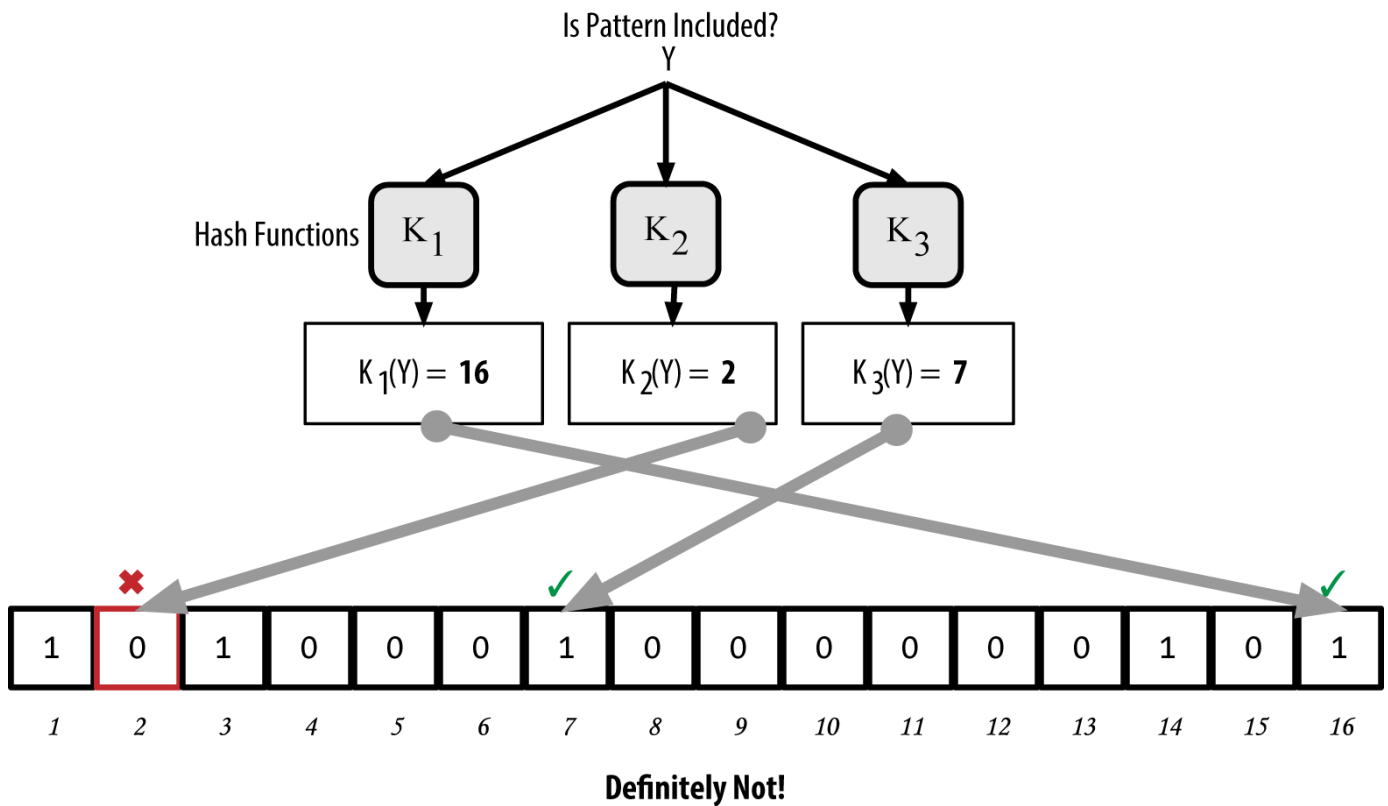 Is Pattern Included?
Y
Hash Functions K1 K2 K3
K1(Y) = 16 K2(Y) = 2 K3(Y) = 7
✖ ✓ ✓
1 0 1 0 0 0 1 0 0 0 0 0 0 1 0 1
1 2 3 4 5 6 7 8 9 10 11 12 13 14 15 16
Definitely Not!